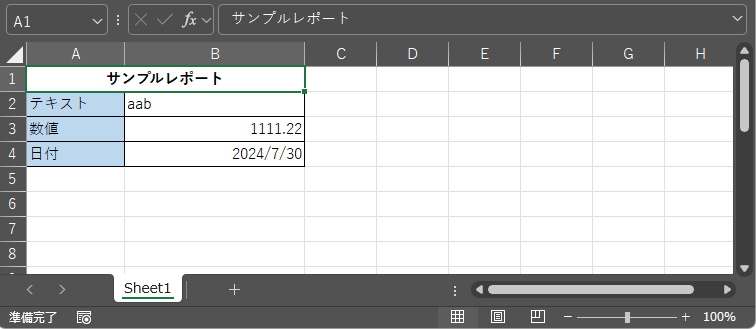 A1 fx サンプルレポート
A B C D E F G H
1 サンプルレポート
2 テキスト aab
3 数値 1111.22
4 日付 2024/7/30
5
6
7
8
Sheet1
準備完了 100%